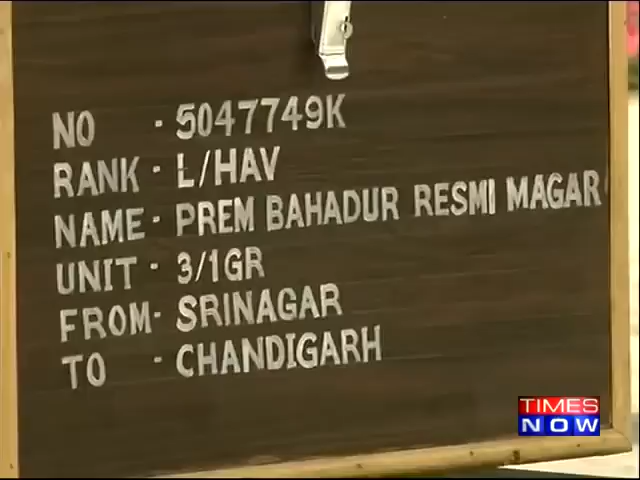 NO - 5047749K
RANK - L/HAV
NAME - PREM BAHADUR RESMI MAGAR
UNIT - 3/1GR
FROM - SRINAGAR
TO - CHANDIGARH
TIMES
NOW